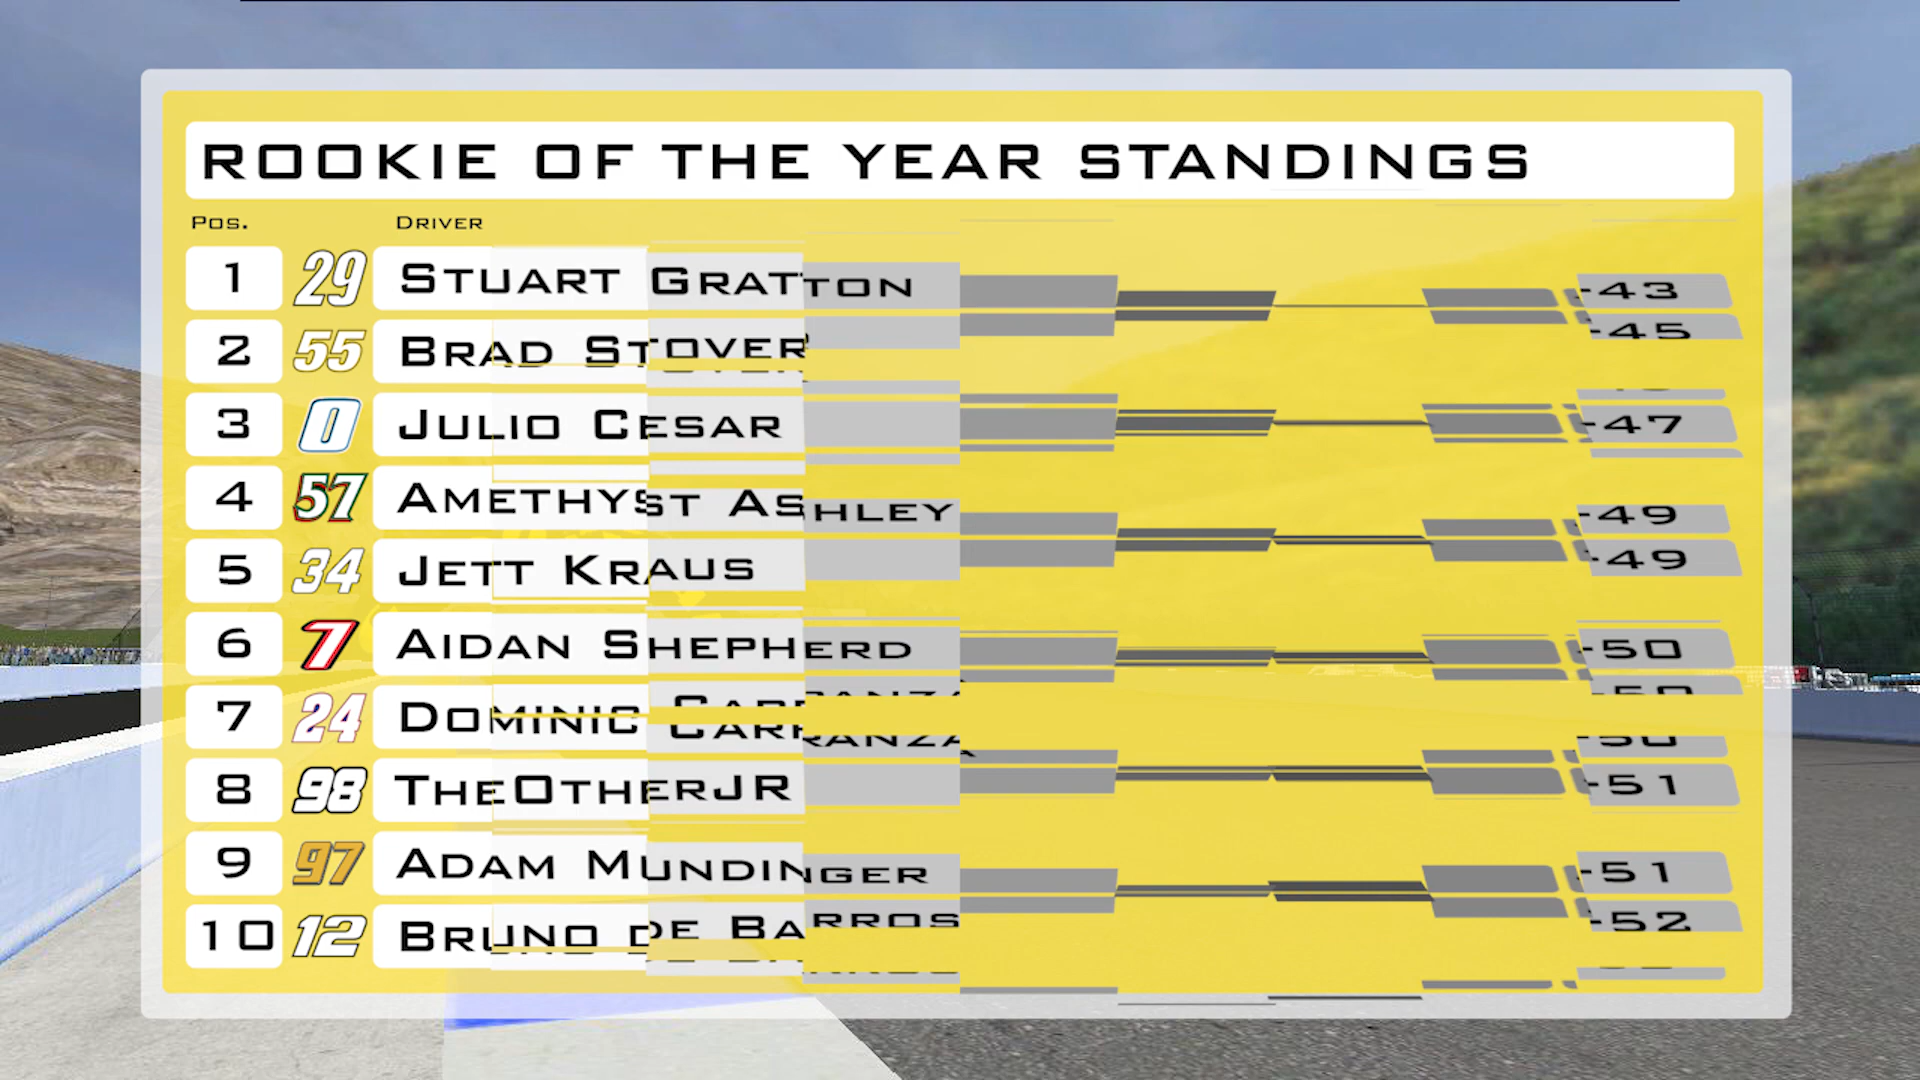 ROOKIE OF THE YEAR STANDINGS
POS. DRIVER
1 29 STUART GRATTON -43
2 55 BRAD STOVER -45
3 0 JULIO CESAR -47
4 57 AMETHYST ASHLEY -49
5 34 JETT KRAUS -49
6 7 AIDAN SHEPHERD -50
7 24 DOMINIC CARRANZA -50
8 98 THEOTHERJR -51
9 97 ADAM MUNDINGER -51
10 12 BRUNO DE BARROS -52